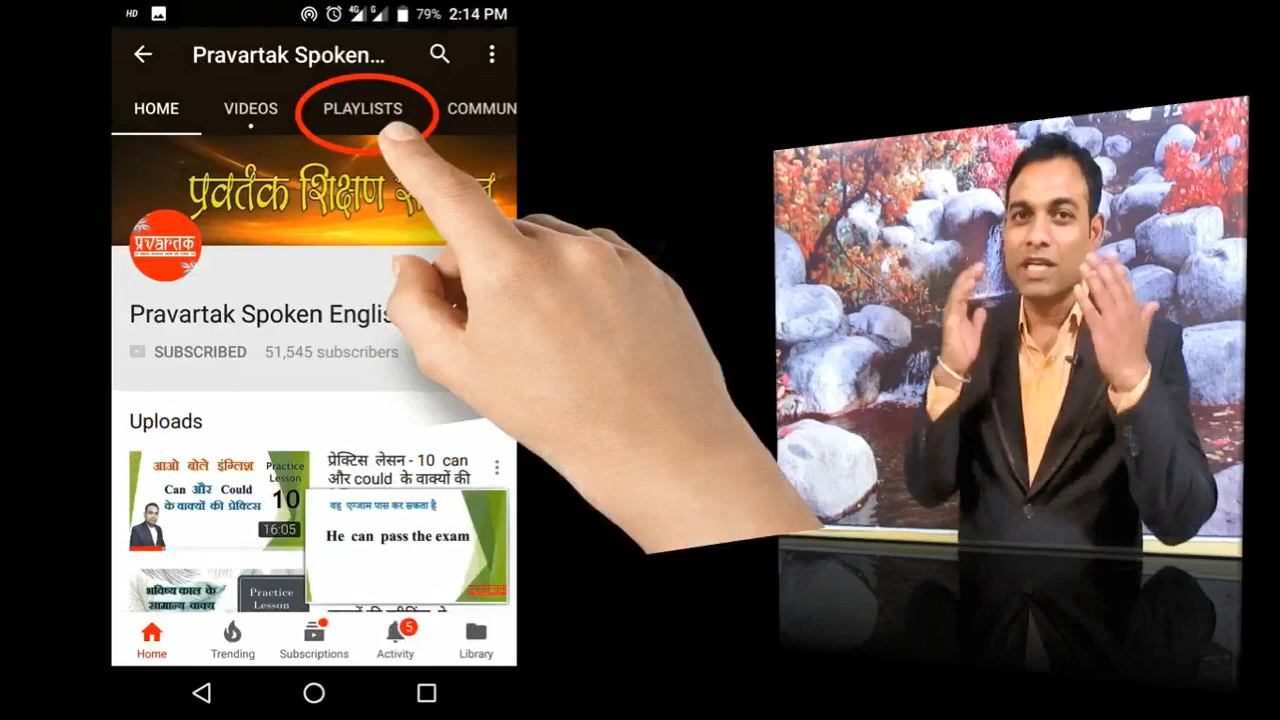 HD 4G G 79% 2:14 PM
Pravartak Spoken...
HOME VIDEOS PLAYLISTS COMMUN
प्रवर्तक शिक्षण
प्रवर्तक
Pravartak Spoken Englis
SUBSCRIBED 51,545 subscribers
Uploads
आओ बोले इंग्लिश
Practice
Lesson
10
Can और Could
के वाक्यों की प्रेक्टिस
16:05
प्रेक्टिस लेसन - 10 can
और could के वाक्यों की
वह एग्जाम पास कर सकता है
He can pass the exam
भविष्य काल के
सामान्य वाक्य
Practice
Lesson
Home Trending Subscriptions Activity Library
5